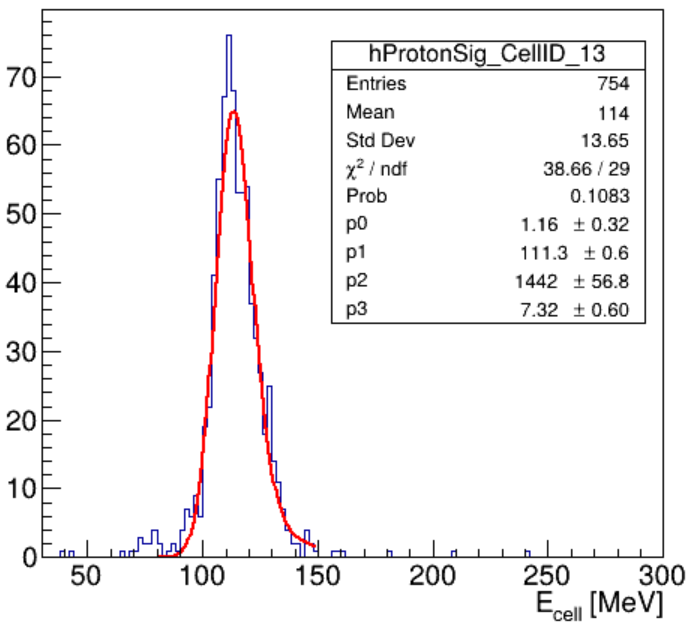 hProtonSig_CellID_13
Entries 754
Mean 114
Std Dev 13.65
χ² / ndf 38.66 / 29
Prob 0.1083
p0 1.16 ± 0.32
p1 111.3 ± 0.6
p2 1442 ± 56.8
p3 7.32 ± 0.60
70
60
50
40
30
20
10
0
50 100 150 200 250 300
E_cell [MeV]